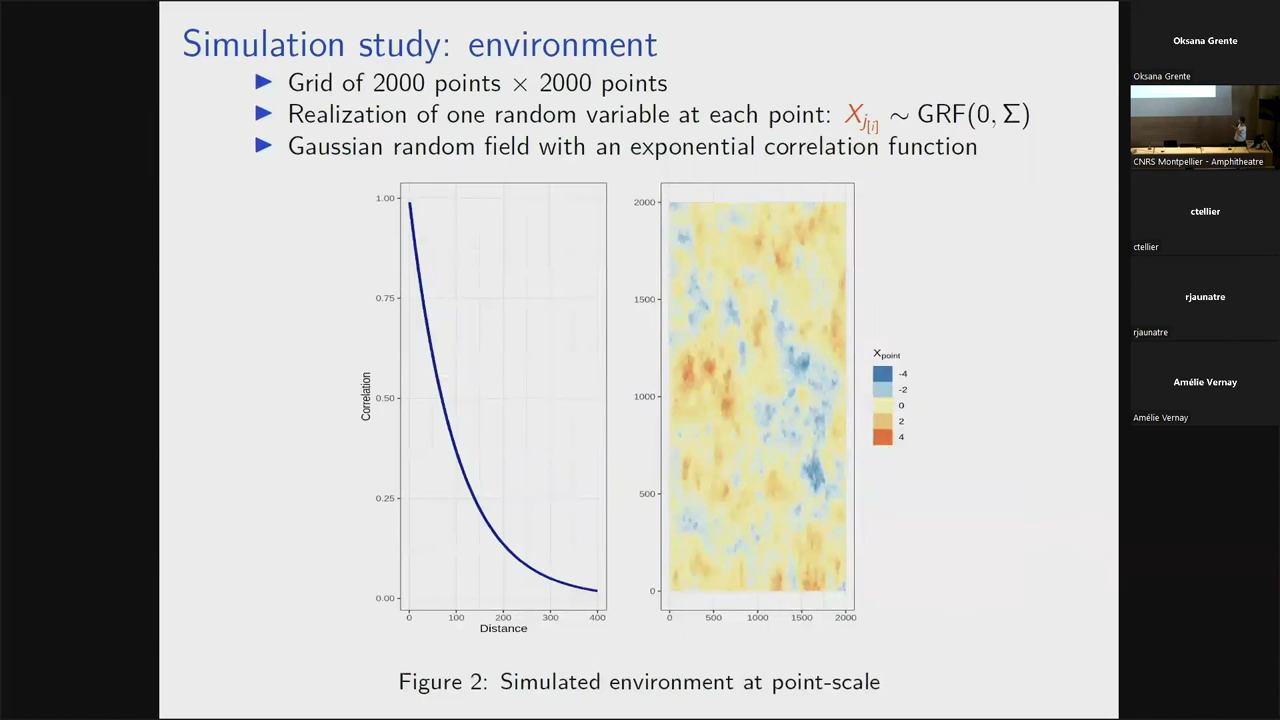 Simulation study: environment
▶ Grid of 2000 points × 2000 points
▶ Realization of one random variable at each point: X_{j[i]} ∼ GRF(0, Σ)
▶ Gaussian random field with an exponential correlation function
1.00
0.75
0.50
0.25
0.00
Correlation
0 100 200 300 400
Distance
2000
1500
1000
500
0
0 500 1000 1500 2000
X_point
-4
-2
0
2
4
Figure 2: Simulated environment at point-scale
Oksana Grente
Oksana Grente
CNRS Montpellier - Amphitheatre
ctellier
ctellier
rjaunatre
rjaunatre
Amélie Vernay
Amélie Vernay